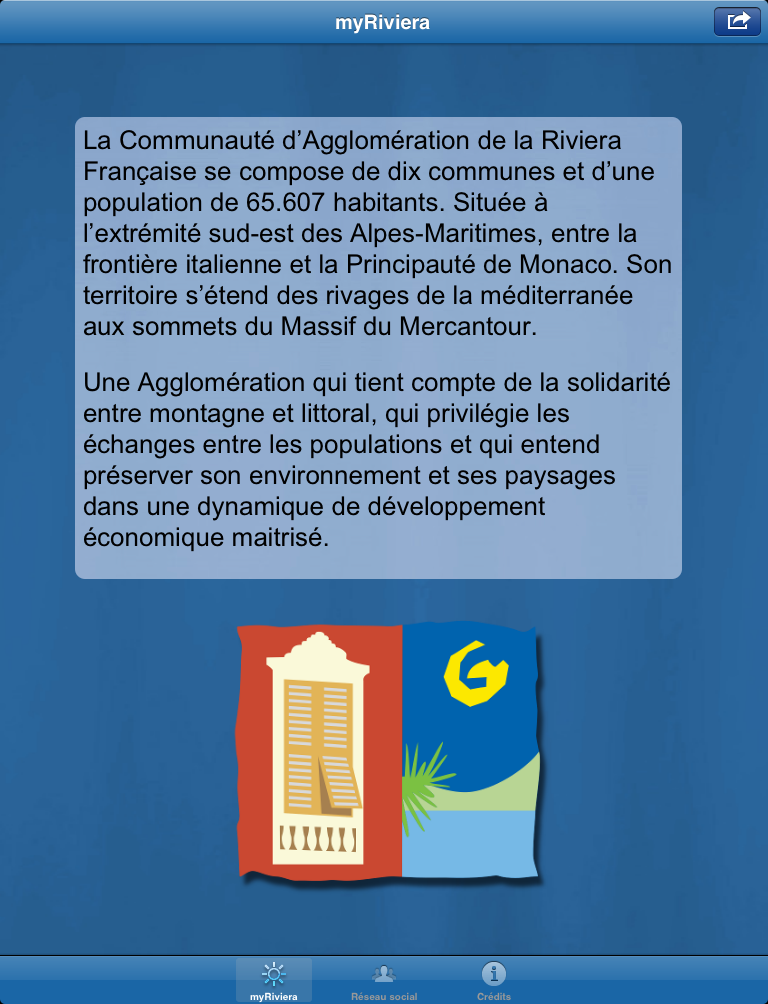 myRiviera
La Communauté d’Agglomération de la Riviera
Française se compose de dix communes et d’une
population de 65.607 habitants. Située à
l’extrémité sud-est des Alpes-Maritimes, entre la
frontière italienne et la Principauté de Monaco. Son
territoire s’étend des rivages de la méditerranée
aux sommets du Massif du Mercantour.
Une Agglomération qui tient compte de la solidarité
entre montagne et littoral, qui privilégie les
échanges entre les populations et qui entend
préserver son environnement et ses paysages
dans une dynamique de développement
économique maitrisé.
myRiviera
Réseau social
Crédits